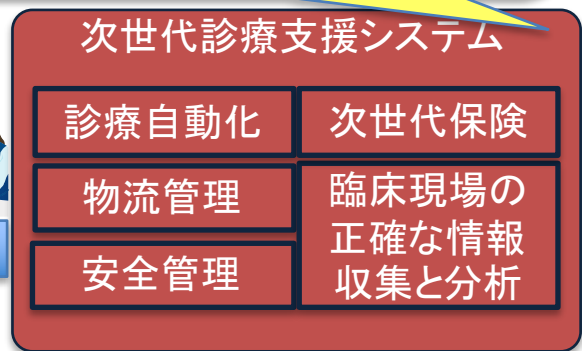 次世代診療支援システム
診療自動化
次世代保険
物流管理
安全管理
臨床現場の
正確な情報
収集と分析